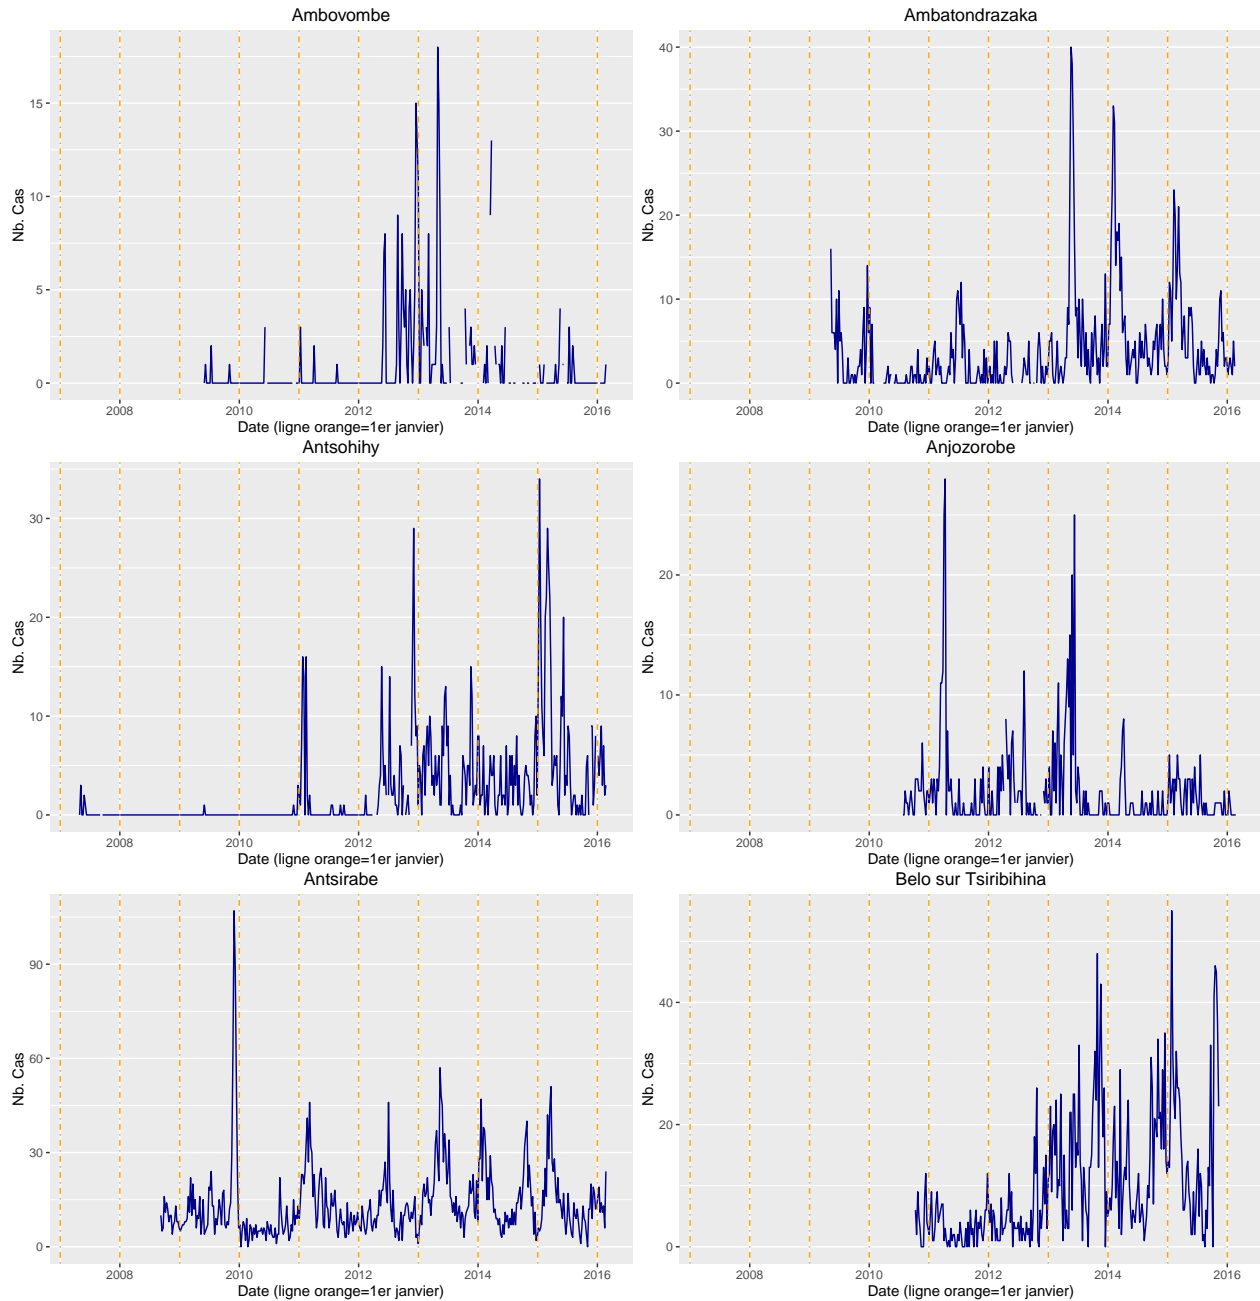 Ambovombe
Nb. Cas
15
10
5
0
2008 2010 2012 2014 2016
Date (ligne orange=1er janvier)
Ambatondrazaka
Nb. Cas
40
30
20
10
0
2008 2010 2012 2014 2016
Date (ligne orange=1er janvier)
Antsohihy
Nb. Cas
30
20
10
0
2008 2010 2012 2014 2016
Date (ligne orange=1er janvier)
Anjozorobe
Nb. Cas
20
10
0
2008 2010 2012 2014 2016
Date (ligne orange=1er janvier)
Antsirabe
Nb. Cas
90
60
30
0
2008 2010 2012 2014 2016
Date (ligne orange=1er janvier)
Belo sur Tsiribihina
Nb. Cas
40
20
0
2008 2010 2012 2014 2016
Date (ligne orange=1er janvier)